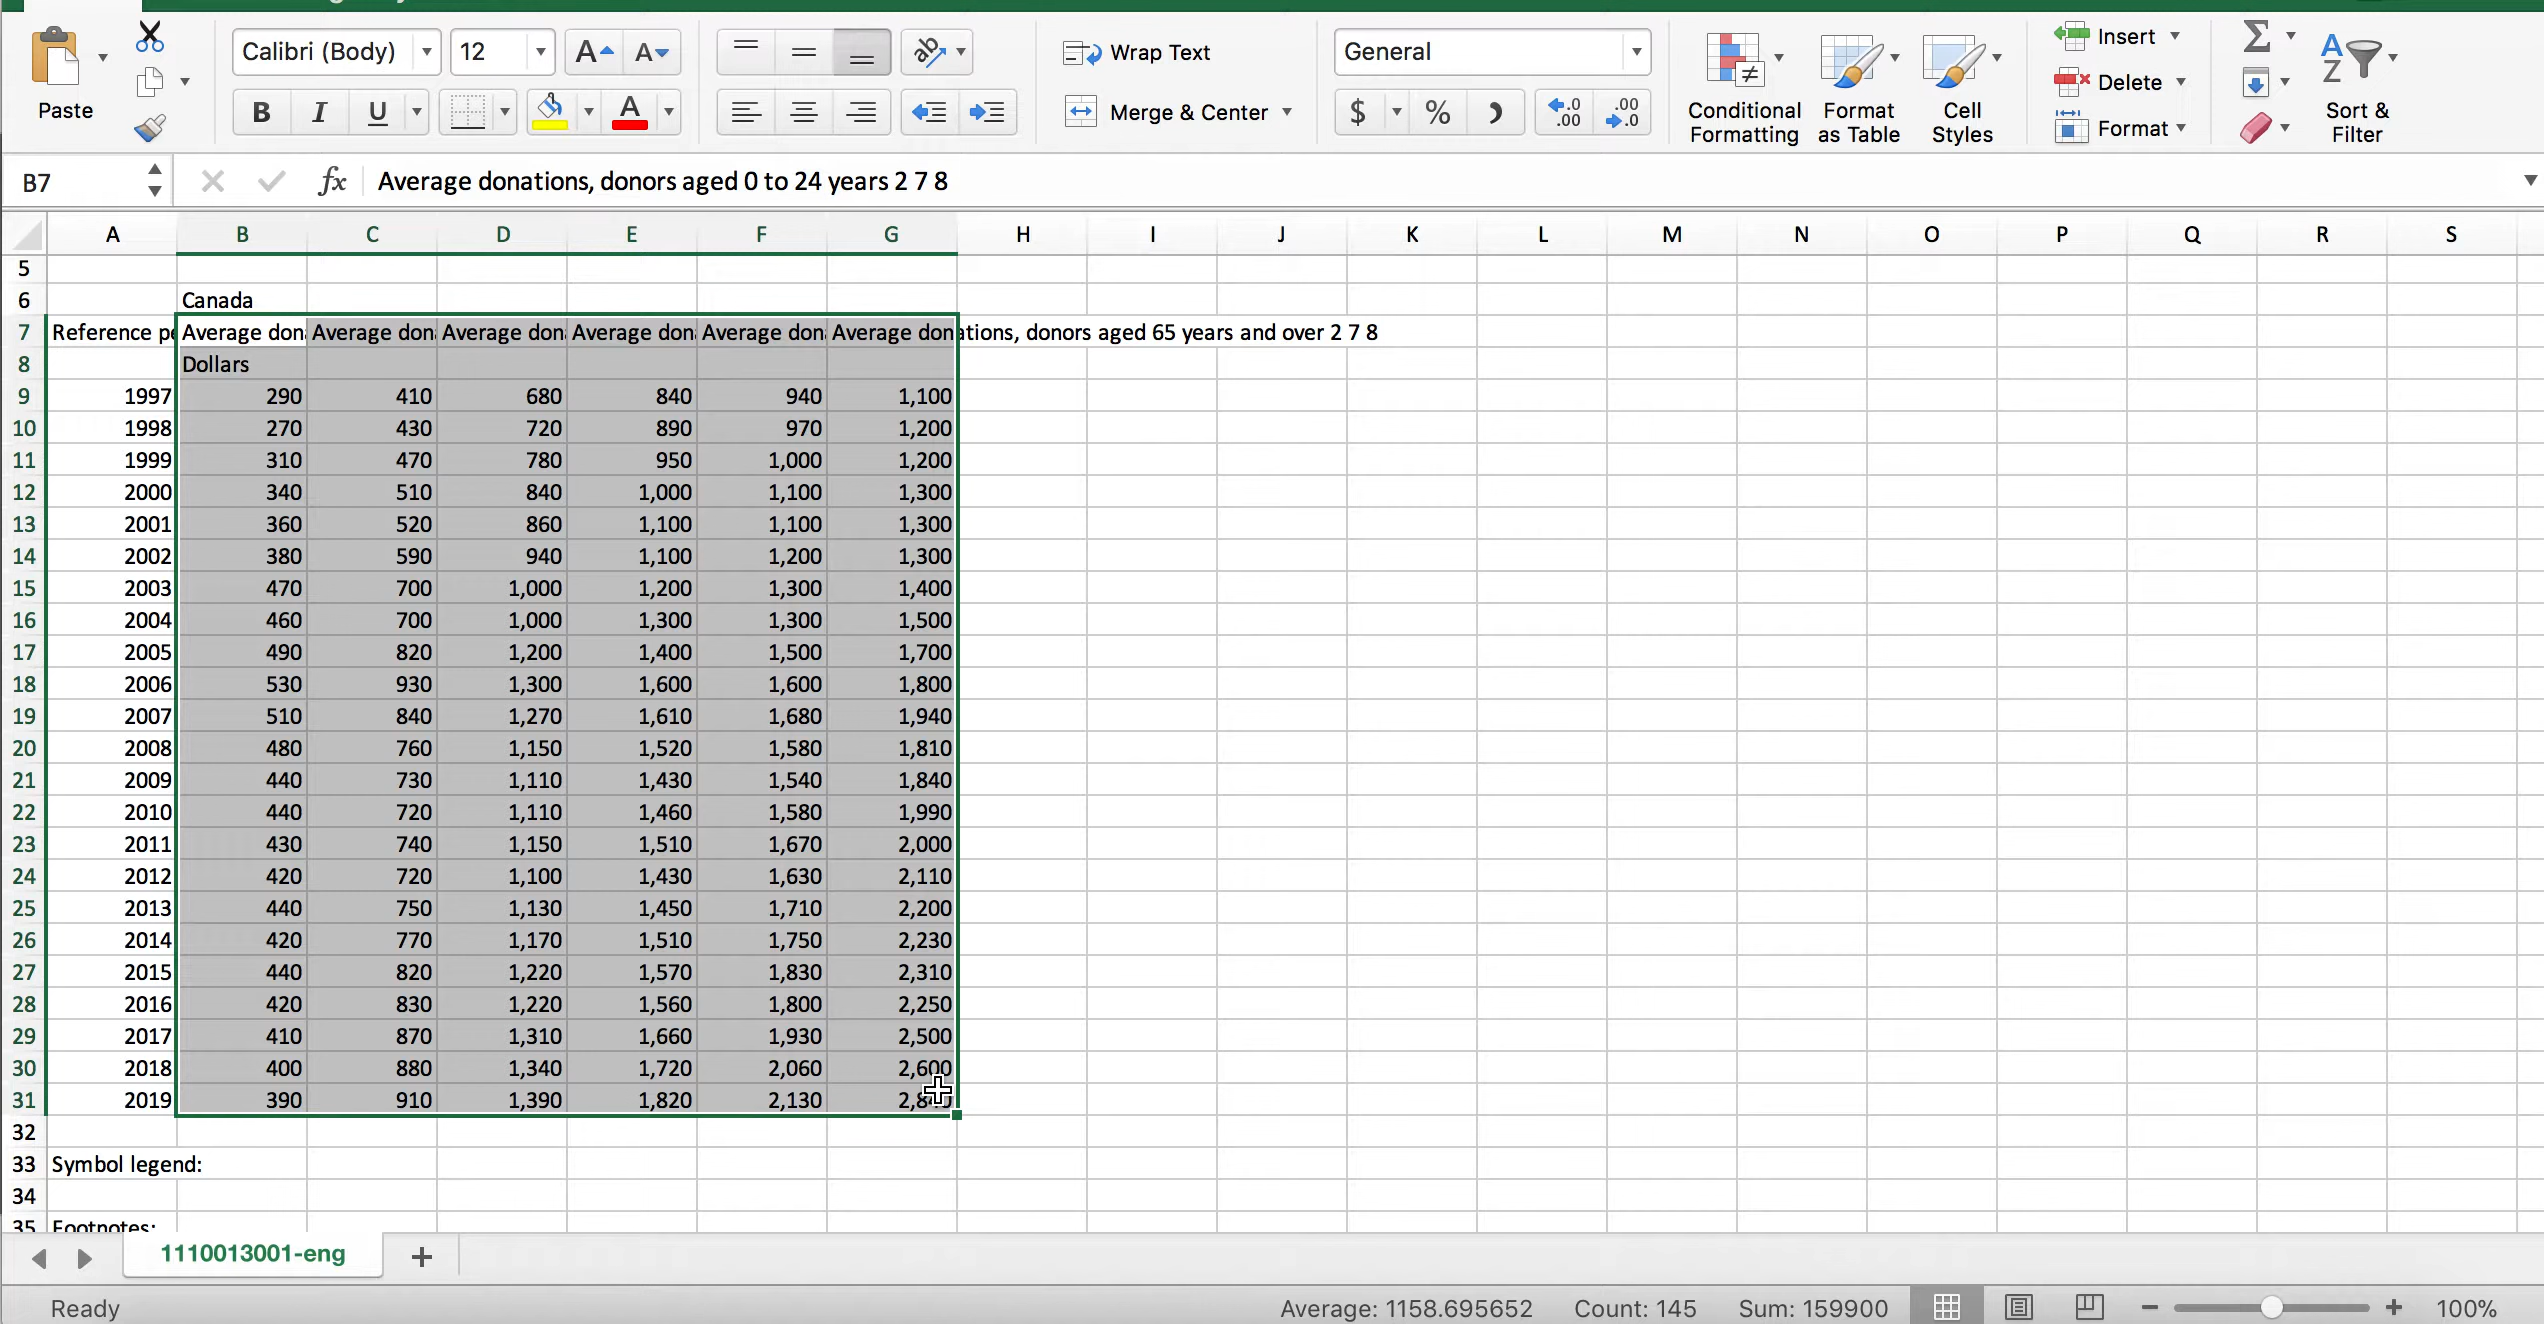 Paste
Calibri (Body)
12
A A
ab
Wrap Text
General
Insert
Delete
Format
B I U
A
Merge & Center
$ % )
.0 .00
.00 .0
Conditional Formatting
Format as Table
Cell Styles
A Z
Sort & Filter
B7
fx
Average donations, donors aged 0 to 24 years 2 7 8
A B C D E F G H I J K L M N O P Q R S
5
6 Canada
7 Reference pe Average don Average don Average don Average don Average don Average donations, donors aged 65 years and over 2 7 8
8 Dollars
9 1997 290 410 680 840 940 1,100
10 1998 270 430 720 890 970 1,200
11 1999 310 470 780 950 1,000 1,200
12 2000 340 510 840 1,000 1,100 1,300
13 2001 360 520 860 1,100 1,100 1,300
14 2002 380 590 940 1,100 1,200 1,300
15 2003 470 700 1,000 1,200 1,300 1,400
16 2004 460 700 1,000 1,300 1,300 1,500
17 2005 490 820 1,200 1,400 1,500 1,700
18 2006 530 930 1,300 1,600 1,600 1,800
19 2007 510 840 1,270 1,610 1,680 1,940
20 2008 480 760 1,150 1,520 1,580 1,810
21 2009 440 730 1,110 1,430 1,540 1,840
22 2010 440 720 1,110 1,460 1,580 1,990
23 2011 430 740 1,150 1,510 1,670 2,000
24 2012 420 720 1,100 1,430 1,630 2,110
25 2013 440 750 1,130 1,450 1,710 2,200
26 2014 420 770 1,170 1,510 1,750 2,230
27 2015 440 820 1,220 1,570 1,830 2,310
28 2016 420 830 1,220 1,560 1,800 2,250
29 2017 410 870 1,310 1,660 1,930 2,500
30 2018 400 880 1,340 1,720 2,060 2,600
31 2019 390 910 1,390 1,820 2,130
32
33 Symbol legend:
34
35 Footnotes:
1110013001-eng
Ready
Average: 1158.695652 Count: 145 Sum: 159900
100%